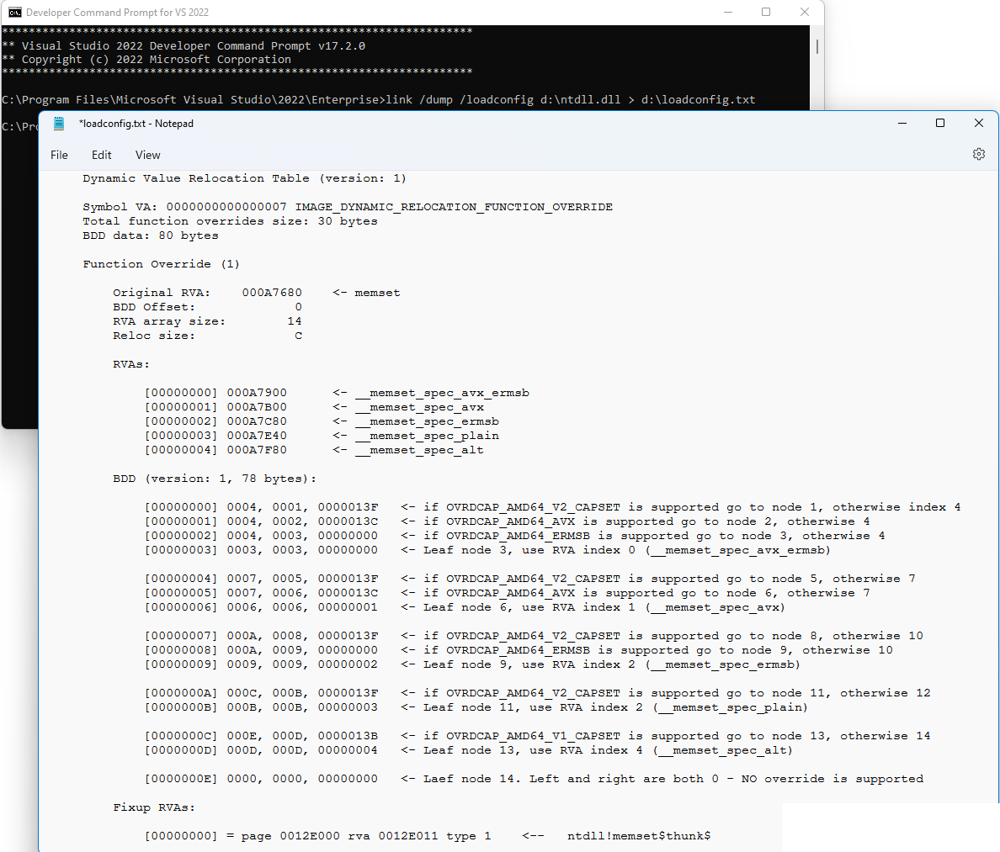 Developer Command Prompt for VS 2022
**********************************************************************
** Visual Studio 2022 Developer Command Prompt v17.2.0
** Copyright (c) 2022 Microsoft Corporation
**********************************************************************
C:\Program Files\Microsoft Visual Studio\2022\Enterprise>link /dump /loadconfig d:\ntdll.dll > d:\loadconfig.txt
C:\Pro
*loadconfig.txt - Notepad
File Edit View
Dynamic Value Relocation Table (version: 1)
Symbol VA: 0000000000000007 IMAGE_DYNAMIC_RELOCATION_FUNCTION_OVERRIDE
Total function overrides size: 30 bytes
BDD data: 80 bytes
Function Override (1)
Original RVA: 000A7680 <- memset
BDD Offset: 0
RVA array size: 14
Reloc size: C
RVAs:
[00000000] 000A7900 <- __memset_spec_avx_ermsb
[00000001] 000A7B00 <- __memset_spec_avx
[00000002] 000A7C80 <- __memset_spec_ermsb
[00000003] 000A7E40 <- __memset_spec_plain
[00000004] 000A7F80 <- __memset_spec_alt
BDD (version: 1, 78 bytes):
[00000000] 0004, 0001, 0000013F <- if OVRDCAP_AMD64_V2_CAPSET is supported go to node 1, otherwise index 4
[00000001] 0004, 0002, 0000013C <- if OVRDCAP_AMD64_AVX is supported go to node 2, otherwise 4
[00000002] 0004, 0003, 00000000 <- if OVRDCAP_AMD64_ERMSB is supported go to node 3, otherwise 4
[00000003] 0003, 0003, 00000000 <- Leaf node 3, use RVA index 0 (__memset_spec_avx_ermsb)
[00000004] 0007, 0005, 0000013F <- if OVRDCAP_AMD64_V2_CAPSET is supported go to node 5, otherwise 7
[00000005] 0007, 0006, 0000013C <- if OVRDCAP_AMD64_AVX is supported go to node 6, otherwise 7
[00000006] 0006, 0006, 00000001 <- Leaf node 6, use RVA index 1 (__memset_spec_avx)
[00000007] 000A, 0008, 0000013F <- if OVRDCAP_AMD64_V2_CAPSET is supported go to node 8, otherwise 10
[00000008] 000A, 0009, 00000000 <- if OVRDCAP_AMD64_ERMSB is supported go to node 9, otherwise 10
[00000009] 0009, 0009, 00000002 <- Leaf node 9, use RVA index 2 (__memset_spec_ermsb)
[0000000A] 000C, 000B, 0000013F <- if OVRDCAP_AMD64_V2_CAPSET is supported go to node 11, otherwise 12
[0000000B] 000B, 000B, 00000003 <- Leaf node 11, use RVA index 2 (__memset_spec_plain)
[0000000C] 000E, 000D, 0000013B <- if OVRDCAP_AMD64_V1_CAPSET is supported go to node 13, otherwise 14
[0000000D] 000D, 000D, 00000004 <- Leaf node 13, use RVA index 4 (__memset_spec_alt)
[0000000E] 0000, 0000, 00000000 <- Laef node 14. Left and right are both 0 - NO override is supported
Fixup RVAs:
[00000000] = page 0012E000 rva 0012E011 type 1 <-- ntdll!memset$thunk$